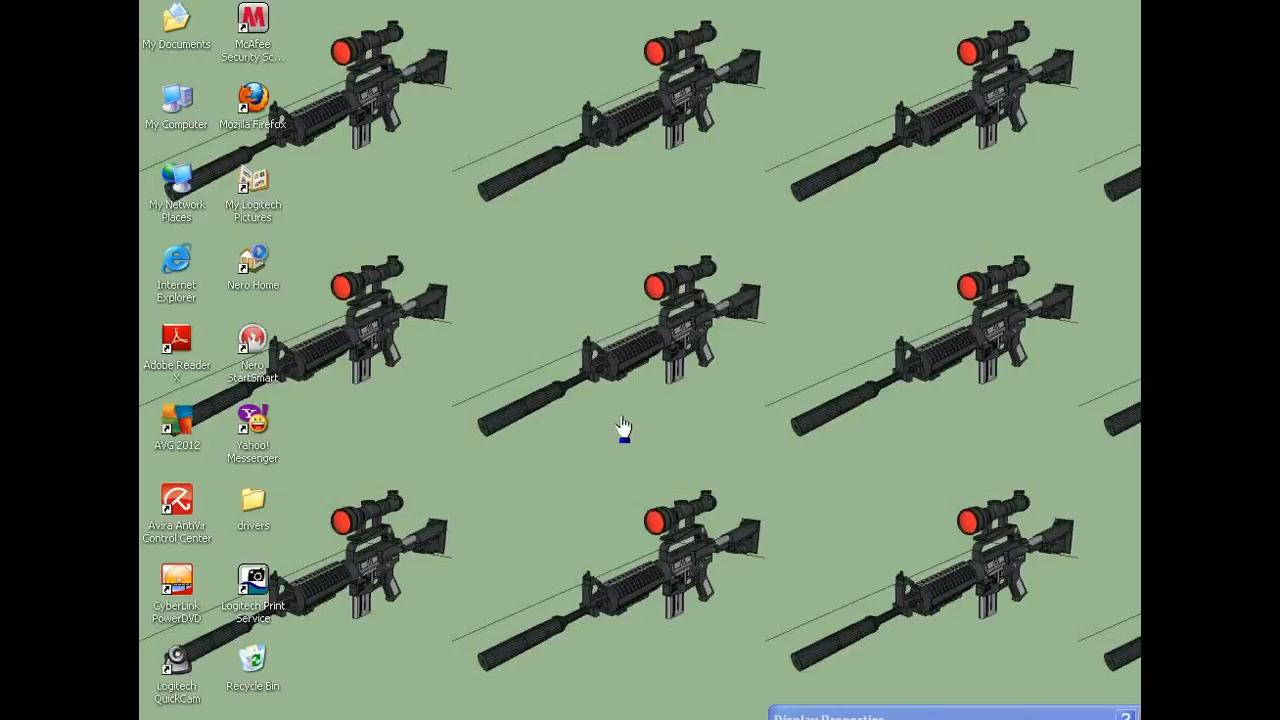 My Documents
McAfee
Security Sc...
My Computer
Mozilla Firefox
My Network
Places
My Logitech
Pictures
Internet
Explorer
Nero Home
Adobe Reader
X
Nero
StartSmart
AVG 2012
Yahoo!
Messenger
Avira AntiVir
Control Center
drivers
CyberLink
PowerDVD
Logitech Print
Service
Logitech
QuickCam
Recycle Bin
Display Properties